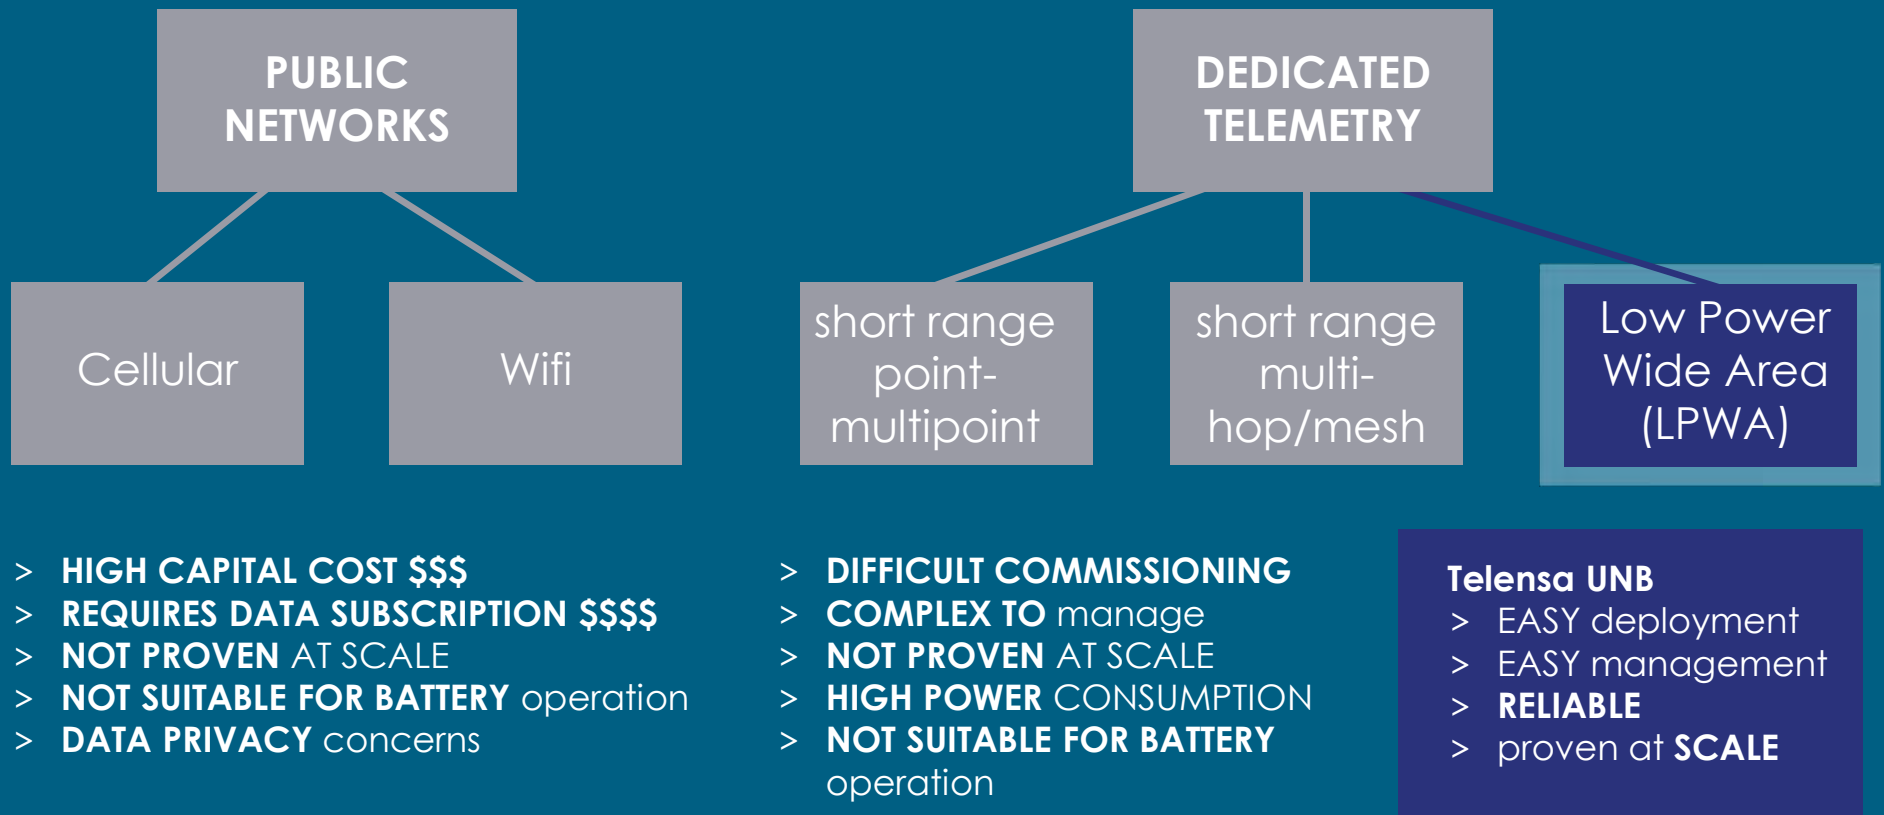 PUBLIC
NETWORKS
DEDICATED
TELEMETRY
Cellular
Wifi
short range
point-
multipoint
short range
multi-
hop/mesh
Low Power
Wide Area
(LPWA)
> HIGH CAPITAL COST $$$
> REQUIRES DATA SUBSCRIPTION $$$$
> NOT PROVEN AT SCALE
> NOT SUITABLE FOR BATTERY operation
> DATA PRIVACY concerns
> DIFFICULT COMMISSIONING
> COMPLEX TO manage
> NOT PROVEN AT SCALE
> HIGH POWER CONSUMPTION
> NOT SUITABLE FOR BATTERY
operation
Telensa UNB
> EASY deployment
> EASY management
> RELIABLE
> proven at SCALE